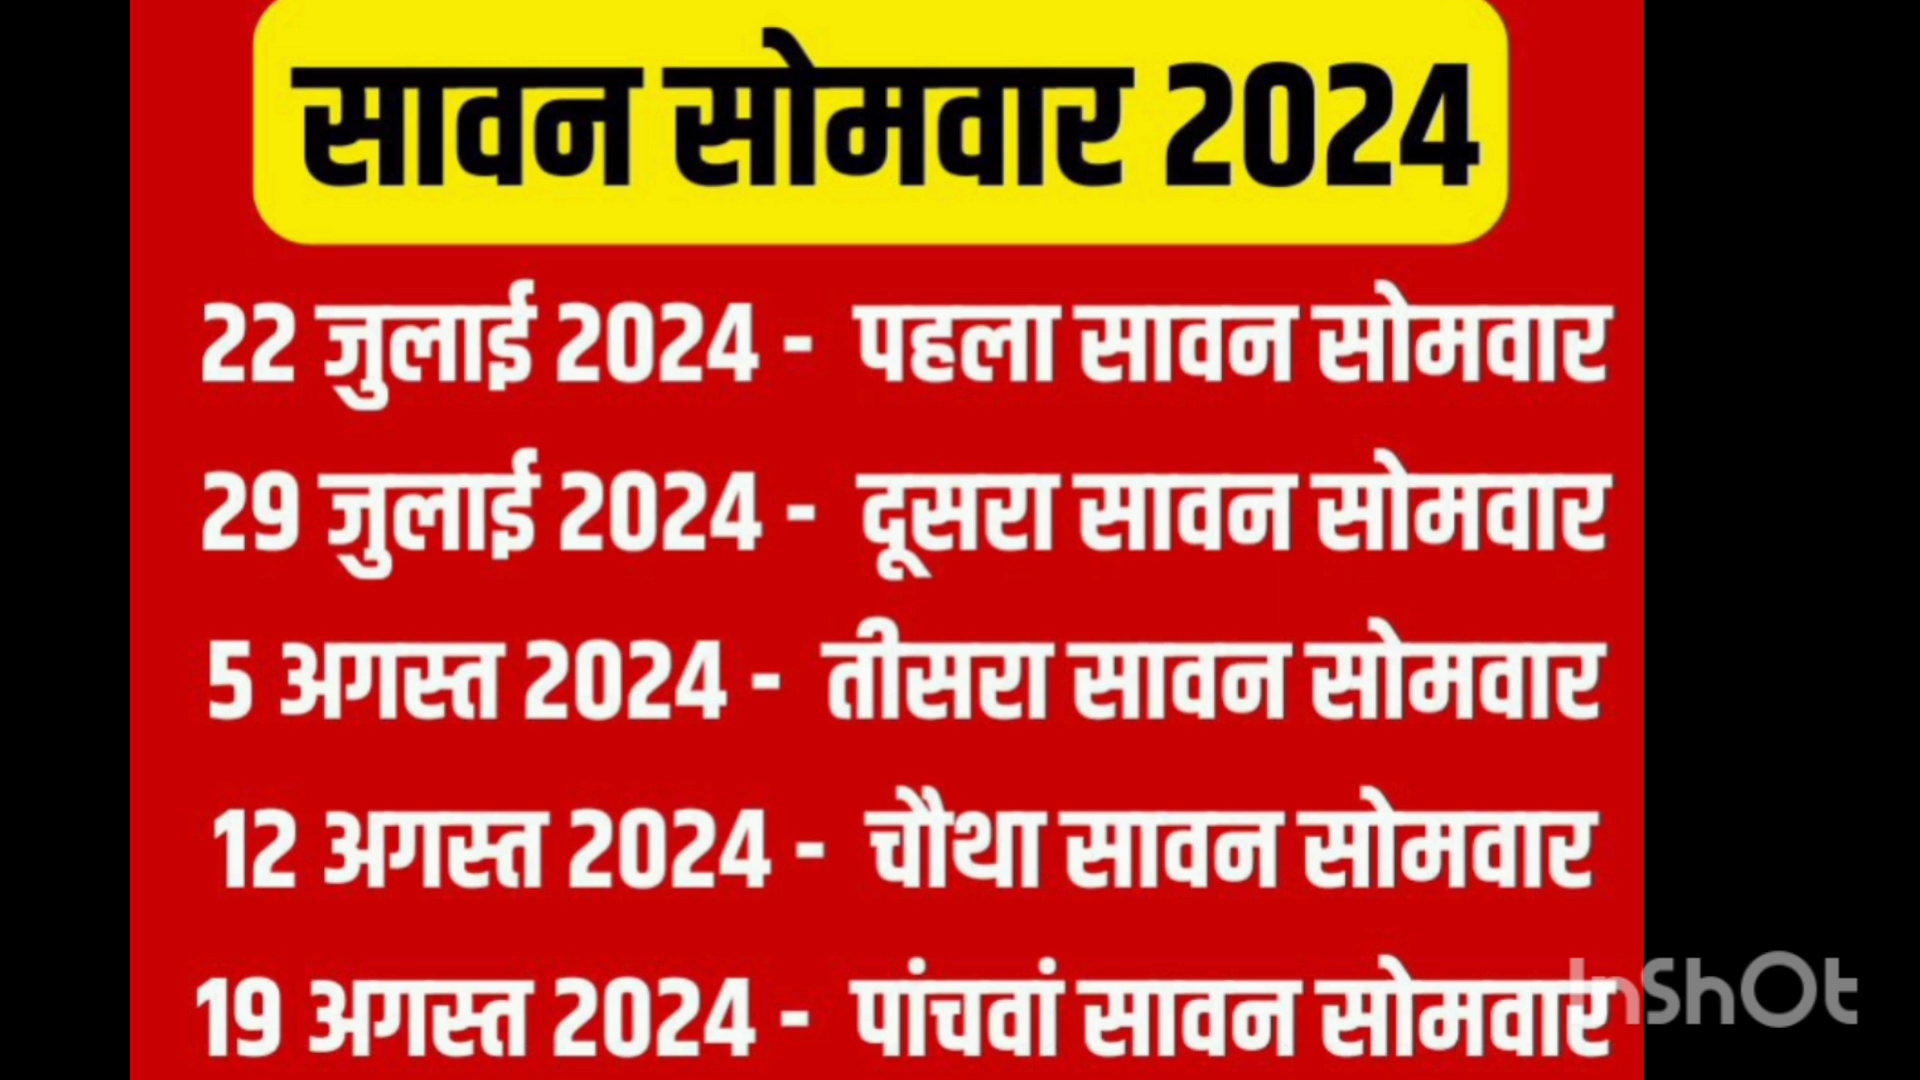 सावन सोमवार 2024
22 जुलाई 2024 - पहला सावन सोमवार
29 जुलाई 2024 - दूसरा सावन सोमवार
5 अगस्त 2024 - तीसरा सावन सोमवार
12 अगस्त 2024 - चौथा सावन सोमवार
19 अगस्त 2024 - पांचवां सावन सोमवार
InShOt